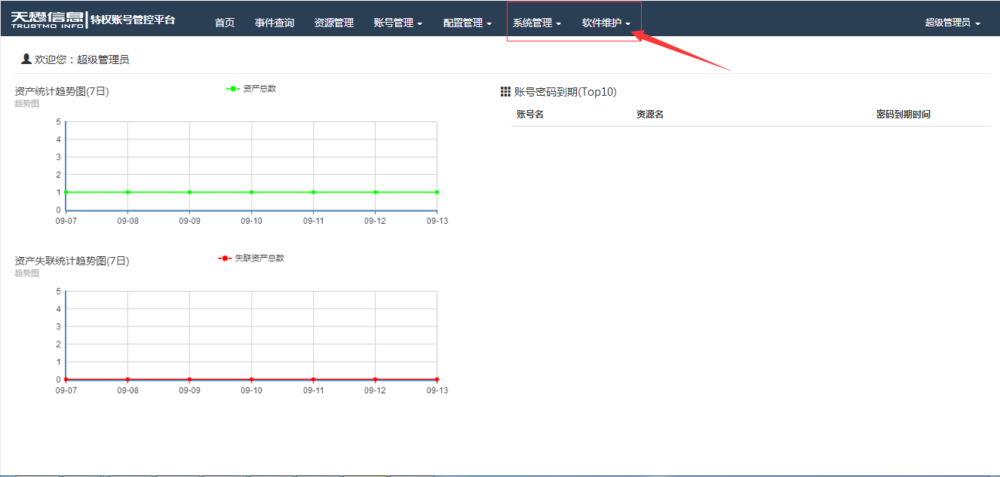 天懋信息 特权账号管控平台 首页 事件查询 资源管理 账号管理 配置管理 系统管理 软件维护 超级管理员
TRUSTMO INFO
欢迎您：超级管理员
资产统计趋势图(7日)
趋势图
资产总数
5
4
3
2
1
0
09-07 09-08 09-09 09-10 09-11 09-12 09-13
资产失联统计趋势图(7日)
趋势图
失联资产总数
5
4
3
2
1
0
09-07 09-08 09-09 09-10 09-11 09-12 09-13
账号密码到期(Top10)
账号名 资源名 密码到期时间